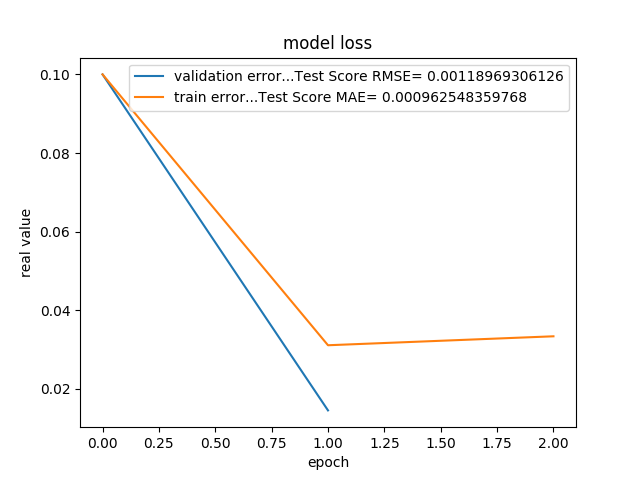 model loss
validation error...Test Score RMSE= 0.00118969306126
train error...Test Score MAE= 0.000962548359768
0.10
0.08
0.06
0.04
0.02
real value
0.00 0.25 0.50 0.75 1.00 1.25 1.50 1.75 2.00
epoch